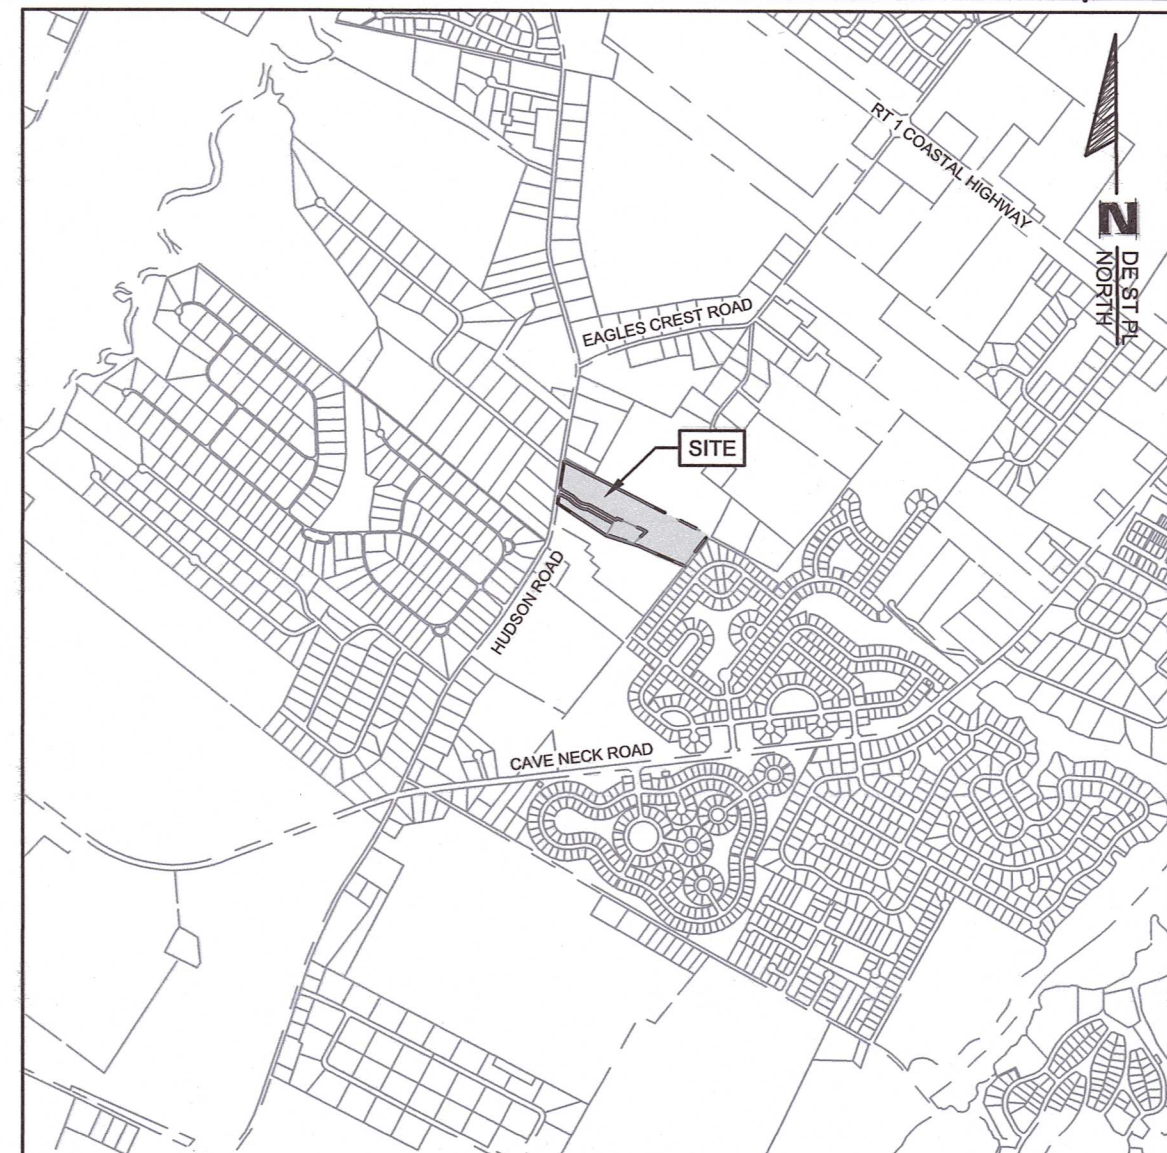 RT 1 COASTAL HIGHWAY
N
DE ST PL
NORTH
EAGLES CREST ROAD
SITE
HUDSON ROAD
CAVE NECK ROAD